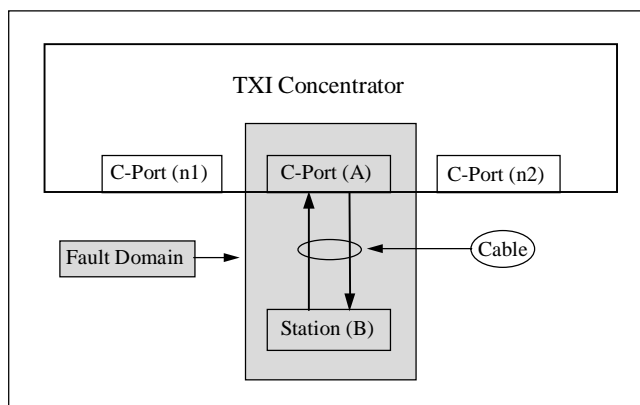 TXI Concentrator
C-Port (n1)
C-Port (A)
C-Port (n2)
Fault Domain
Cable
Station (B)